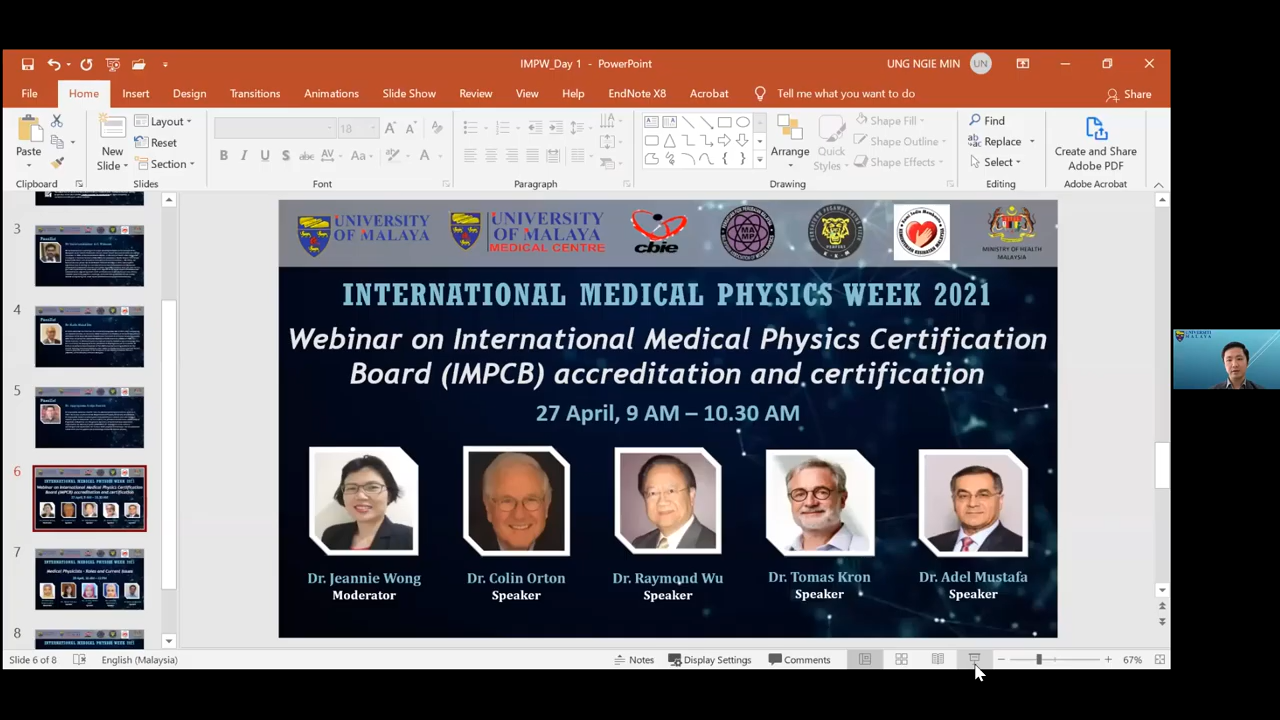 IMPW_Day 1 - PowerPoint
UNG NGIE MIN
UN
File
Home
Insert
Design
Transitions
Animations
Slide Show
Review
View
Help
EndNote X8
Acrobat
Tell me what you want to do
Share
Paste
New
Slide
Layout
Reset
Section
18
Find
Replace
Select
Arrange
Quick
Styles
Shape Fill
Shape Outline
Shape Effects
Create and Share
Adobe PDF
Clipboard
Slides
Font
Paragraph
Drawing
Editing
Adobe Acrobat
3
4
5
6
7
8
UNIVERSITY
OF MALAYA
UNIVERSITY
OF MALAYA
MEDICAL CENTRE
cbie
MINISTRY OF HEALTH
MALAYSIA
INTERNATIONAL MEDICAL PHYSICS WEEK 2021
Webinar on International Medical Physics Certification
Board (IMPCB) accreditation and certification
27 April, 9 AM – 10.30 AM
Dr. Jeannie Wong
Moderator
Dr. Colin Orton
Speaker
Dr. Raymond Wu
Speaker
Dr. Tomas Kron
Speaker
Dr. Adel Mustafa
Speaker
Slide 6 of 8
English (Malaysia)
Notes
Display Settings
Comments
67%